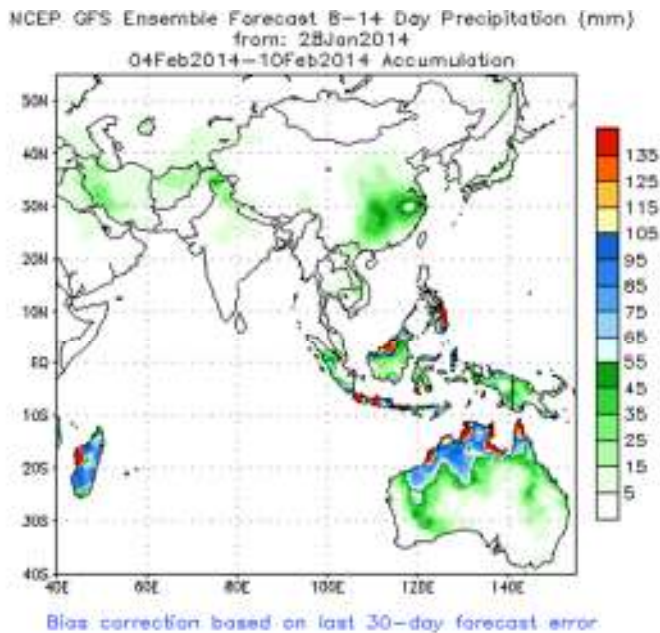 NCEP GFS Ensemble Forecast 8-14 Day Precipitation (mm)
from: 28Jan2014
04Feb2014-10Feb2014 Accumulation
50N
40N
30N
20N
10N
EQ
10S
20S
30S
40S
40E 60E 80E 100E 120E 140E
135
125
115
105
95
85
75
65
55
45
35
25
15
5
Bias correction based on last 30-day forecast error